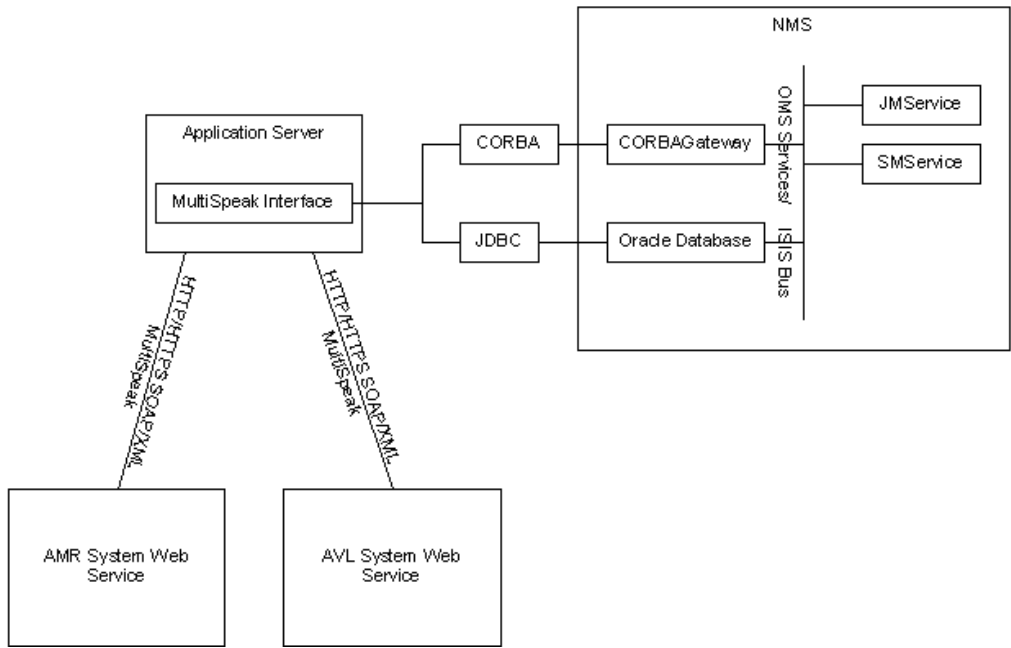 NMS
OMS Services/ ISIS Bus
JMService
SMService
Application Server
MultiSpeak Interface
CORBA
CORBAGateway
JDBC
Oracle Database
HTTP/HTTPS SOAP/XML
MultiSpeak
HTTP/HTTPS SOAP/XML
MultiSpeak
AMR System Web
Service
AVL System Web
Service